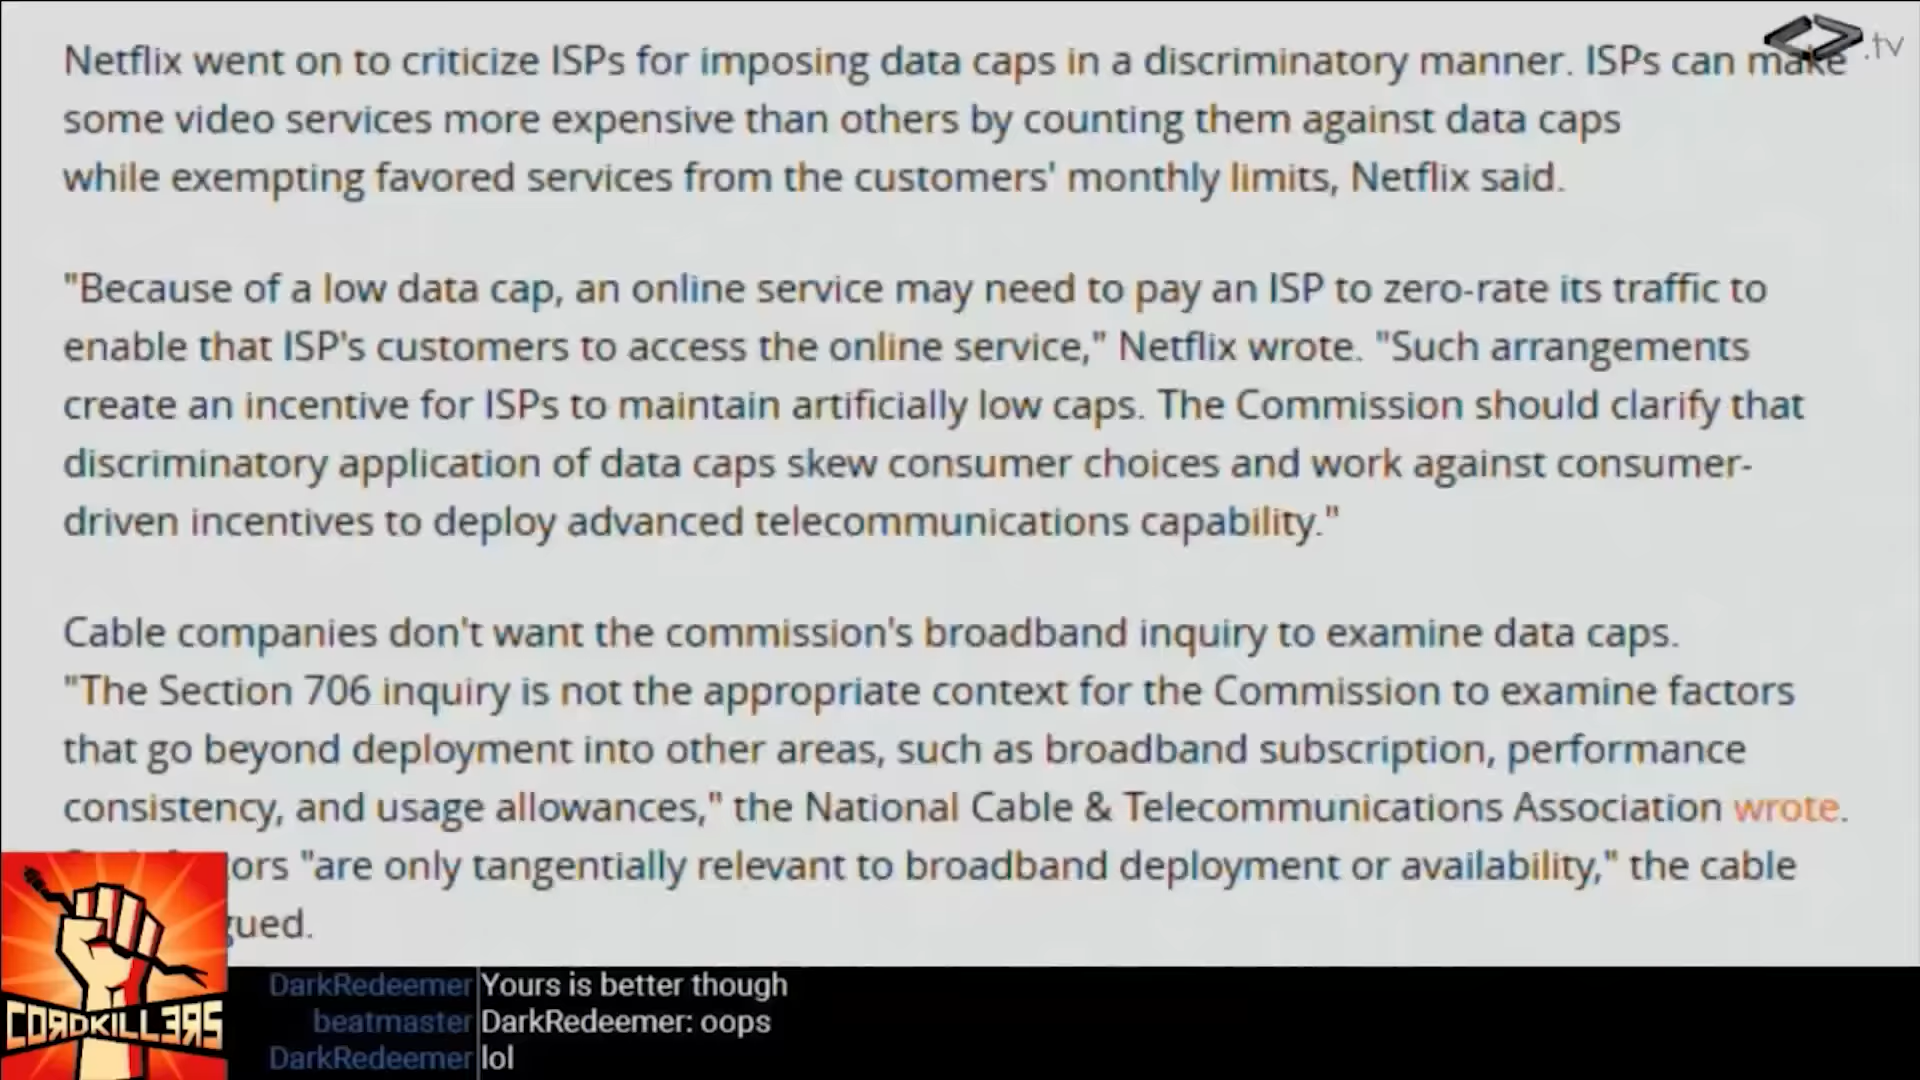 Netflix went on to criticize ISPs for imposing data caps in a discriminatory manner. ISPs can make
.tv
some video services more expensive than others by counting them against data caps
while exempting favored services from the customers' monthly limits, Netflix said.
"Because of a low data cap, an online service may need to pay an ISP to zero-rate its traffic to
enable that ISP's customers to access the online service," Netflix wrote. "Such arrangements
create an incentive for ISPs to maintain artificially low caps. The Commission should clarify that
discriminatory application of data caps skew consumer choices and work against consumer-
driven incentives to deploy advanced telecommunications capability."
Cable companies don't want the commission's broadband inquiry to examine data caps.
"The Section 706 inquiry is not the appropriate context for the Commission to examine factors
that go beyond deployment into other areas, such as broadband subscription, performance
consistency, and usage allowances," the National Cable & Telecommunications Association wrote.
ors "are only tangentially relevant to broadband deployment or availability," the cable
gued.
CORDKILLERS
DarkRedeemer Yours is better though
beatmaster DarkRedeemer: oops
DarkRedeemer lol